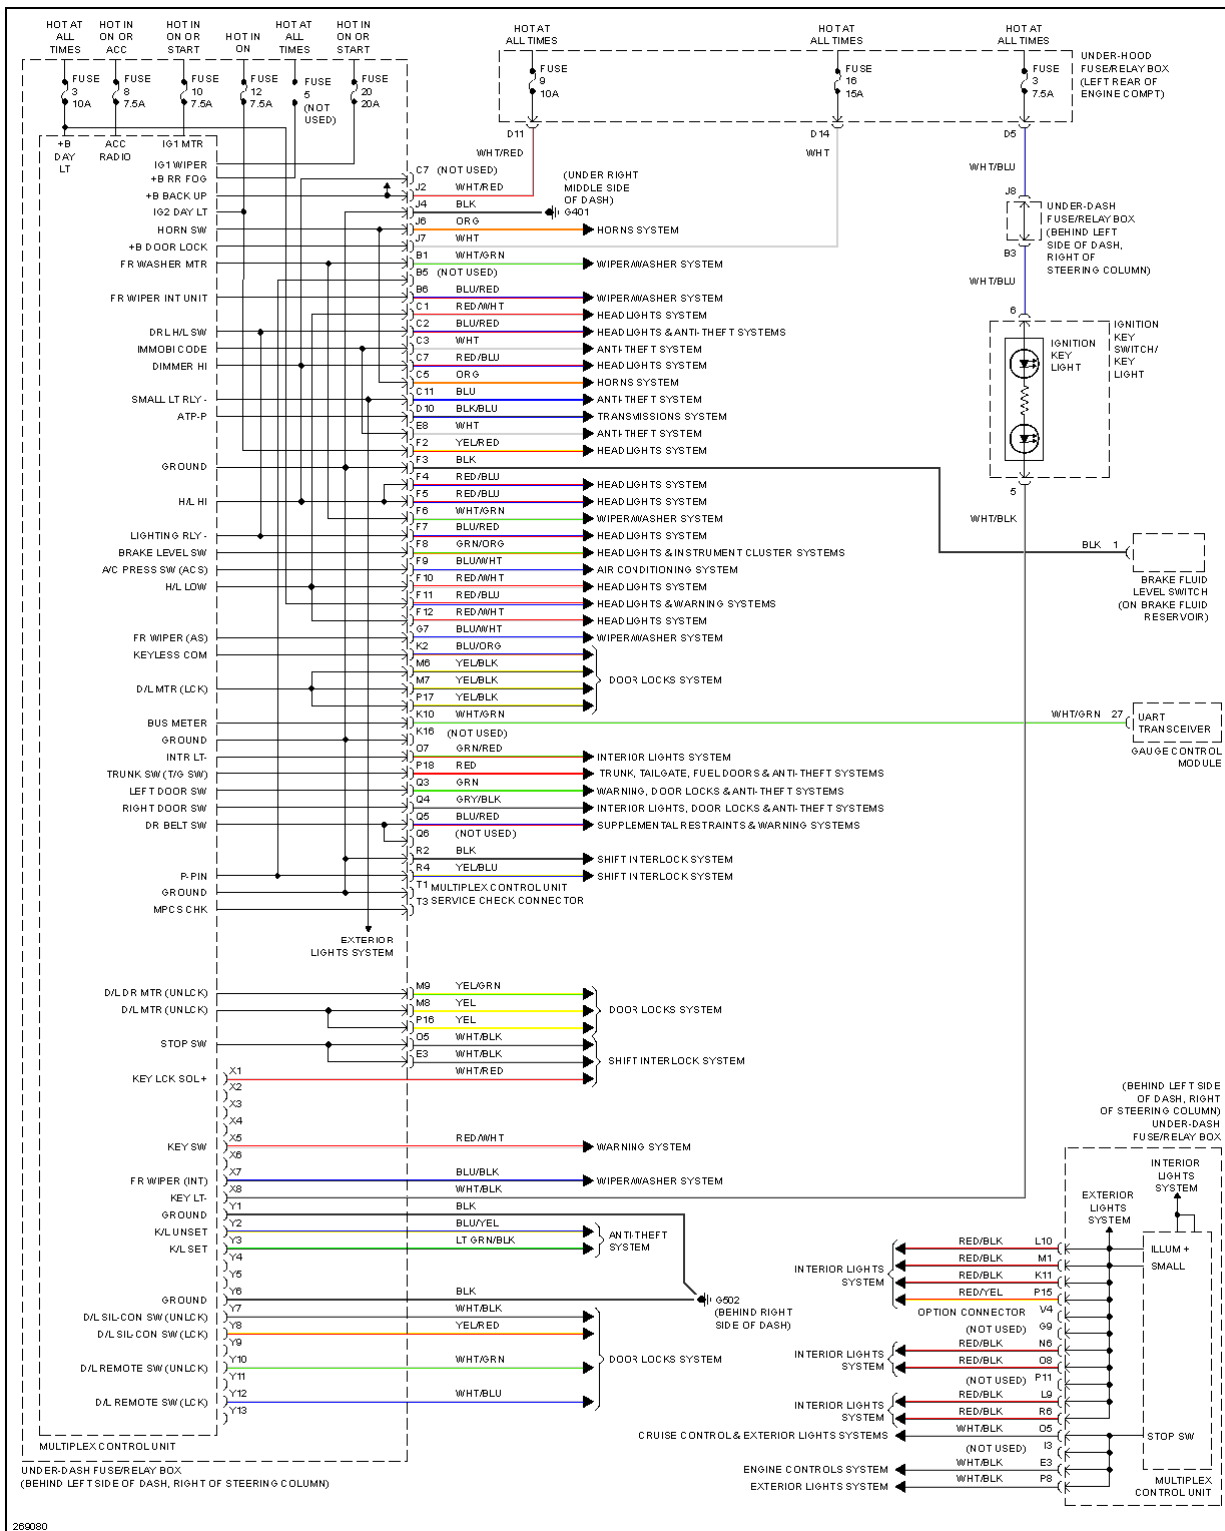 HOT AT
ALL
TIMES
HOT IN
ON OR
ACC
HOT IN
ON OR
START
HOT IN
ON
HOT AT
ALL
TIMES
HOT IN
ON OR
START
FUSE
3
10A
FUSE
8
7.5A
FUSE
10
7.5A
FUSE
12
7.5A
FUSE
5
(NOT
USED)
FUSE
20
20A
+B
DAY
LT
ACC
RADIO
IG1 MTR
IG1 WIPER
+B RR FOG
+B BACK UP
IG2 DAY LT
HORN SW
+B DOOR LOCK
FR WASHER MTR
FR WIPER INT UNIT
DRL H/L SW
IMMOBI CODE
DIMMER HI
SMALL LT RLY -
ATP-P
GROUND
H/L HI
LIGHTING RLY -
BRAKE LEVEL SW
A/C PRESS SW (ACS)
H/L LOW
FR WIPER (AS)
KEYLESS COM
D/L MTR (LCK)
BUS METER
GROUND
INTR LT-
TRUNK SW (T/G SW)
LEFT DOOR SW
RIGHT DOOR SW
DR BELT SW
P-PIN
GROUND
MPCS CHK
EXTERIOR
LIGHTS SYSTEM
D/L DR MTR (UNLCK)
D/L MTR (UNLCK)
STOP SW
KEY LCK SOL +
KEY SW
FR WIPER (INT)
KEY LT-
GROUND
K/L UNSET
K/L SET
GROUND
D/L SIL-CON SW (UNLCK)
D/L SIL-CON SW (LCK)
D/L REMOTE SW (UNLCK)
D/L REMOTE SW (LCK)
MULTIPLEX CONTROL UNIT
UNDER-DASH FUSE/RELAY BOX
(BEHIND LEFT SIDE OF DASH, RIGHT OF STEERING COLUMN)
C7 (NOT USED)
J2 WHT/RED
J4 BLK
(UNDER RIGHT
MIDDLE SIDE
OF DASH)
G401
J6 ORG HORNS SYSTEM
J7 WHT
B1 WHT/GRN WIPER/WASHER SYSTEM
B5 (NOT USED)
B6 BLU/RED WIPER/WASHER SYSTEM
C1 RED/WHT HEADLIGHTS SYSTEM
C2 BLU/RED HEADLIGHTS & ANTI-THEFT SYSTEMS
C3 WHT ANTI-THEFT SYSTEM
C7 RED/BLU HEADLIGHTS SYSTEM
C5 ORG HORNS SYSTEM
C11 BLU ANTI-THEFT SYSTEM
D10 BLK/BLU TRANSMISSIONS SYSTEM
E8 WHT ANTI-THEFT SYSTEM
F2 YEL/RED HEADLIGHTS SYSTEM
F3 BLK
F4 RED/BLU HEADLIGHTS SYSTEM
F5 RED/BLU HEADLIGHTS SYSTEM
F6 WHT/GRN WIPER/WASHER SYSTEM
F7 BLU/RED HEADLIGHTS SYSTEM
F8 GRN/ORG HEADLIGHTS & INSTRUMENT CLUSTER SYSTEMS
F9 BLU/WHT AIR CONDITIONING SYSTEM
F10 RED/WHT HEADLIGHTS SYSTEM
F11 RED/BLU HEADLIGHTS & WARNING SYSTEMS
F12 RED/WHT HEADLIGHTS SYSTEM
G7 BLU/WHT WIPER/WASHER SYSTEM
K2 BLU/ORG
M6 YEL/BLK
M7 YEL/BLK
P17 YEL/BLK
DOOR LOCKS SYSTEM
K10 WHT/GRN
K16 (NOT USED)
O7 GRN/RED INTERIOR LIGHTS SYSTEM
P18 RED TRUNK, TAILGATE, FUEL DOORS & ANTI-THEFT SYSTEMS
Q3 GRN WARNING, DOOR LOCKS & ANTI-THEFT SYSTEMS
Q4 GRY/BLK INTERIOR LIGHTS, DOOR LOCKS & ANTI-THEFT SYSTEMS
Q5 BLU/RED SUPPLEMENTAL RESTRAINTS & WARNING SYSTEMS
Q6 (NOT USED)
R2 BLK SHIFT INTERLOCK SYSTEM
R4 YEL/BLU SHIFT INTERLOCK SYSTEM
T1 MULTIPLEX CONTROL UNIT
T3 SERVICE CHECK CONNECTOR
M9 YEL/GRN
M8 YEL
P16 YEL
DOOR LOCKS SYSTEM
O5 WHT/BLK
E3 WHT/BLK
SHIFT INTERLOCK SYSTEM
X1 WHT/RED
X2
X3
X4
X5 RED/WHT WARNING SYSTEM
X6
X7 BLU/BLK WIPER/WASHER SYSTEM
X8 WHT/BLK
Y1 BLK
Y2 BLU/YEL
Y3 LT GRN/BLK
ANTI-THEFT
SYSTEM
Y4
Y5
Y6 BLK
G502
(BEHIND RIGHT
SIDE OF DASH)
Y7 WHT/BLK
Y8 YEL/RED
Y9
Y10 WHT/GRN
DOOR LOCKS SYSTEM
Y11
Y12 WHT/BLU
Y13
HOT AT
ALL TIMES
HOT AT
ALL TIMES
HOT AT
ALL TIMES
FUSE
9
10A
FUSE
16
15A
FUSE
3
7.5A
UNDER-HOOD
FUSE/RELAY BOX
(LEFT REAR OF
ENGINE COMPT)
D11
D14
D5
WHT/RED
WHT
WHT/BLU
J8
UNDER-DASH
FUSE/RELAY BOX
(BEHIND LEFT
SIDE OF DASH,
RIGHT OF
STEERING COLUMN)
B3
WHT/BLU
6
IGNITION
KEY
LIGHT
IGNITION
KEY
SWITCH/
KEY
LIGHT
5
WHT/BLK
BLK 1
BRAKE FLUID
LEVEL SWITCH
(ON BRAKE FLUID
RESERVOIR)
WHT/GRN 27
UART
TRANSCEIVER
GAUGE CONTROL
MODULE
(BEHIND LEFT SIDE
OF DASH, RIGHT
OF STEERING COLUMN)
UNDER-DASH
FUSE/RELAY BOX
INTERIOR
LIGHTS
SYSTEM
EXTERIOR
LIGHTS
SYSTEM
ILLUM +
SMALL
STOP SW
MULTIPLEX
CONTROL UNIT
RED/BLK L10
RED/BLK M1
RED/BLK K11
RED/YEL P15
INTERIOR LIGHTS
SYSTEM
OPTION CONNECTOR V4
(NOT USED) G9
RED/BLK N6
RED/BLK O8
INTERIOR LIGHTS
SYSTEM
(NOT USED) P11
RED/BLK L9
RED/BLK R6
INTERIOR LIGHTS
SYSTEM
CRUISE CONTROL & EXTERIOR LIGHTS SYSTEMS WHT/BLK O5
(NOT USED) I3
ENGINE CONTROLS SYSTEM WHT/BLK E3
EXTERIOR LIGHTS SYSTEM WHT/BLK P8
269080